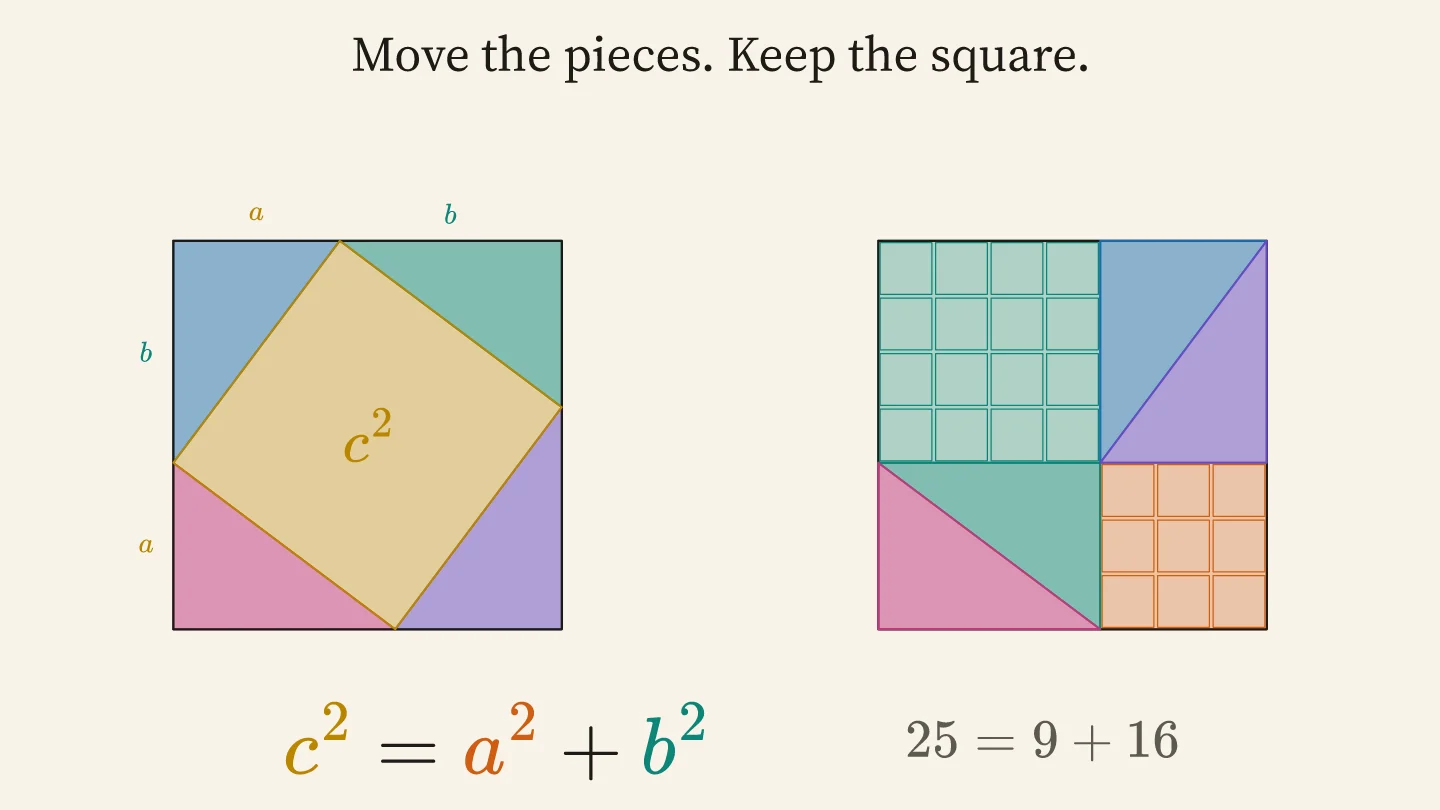 Move the pieces. Keep the square.
a
b
b
c²
a
c² = a² + b²
25 = 9 + 16